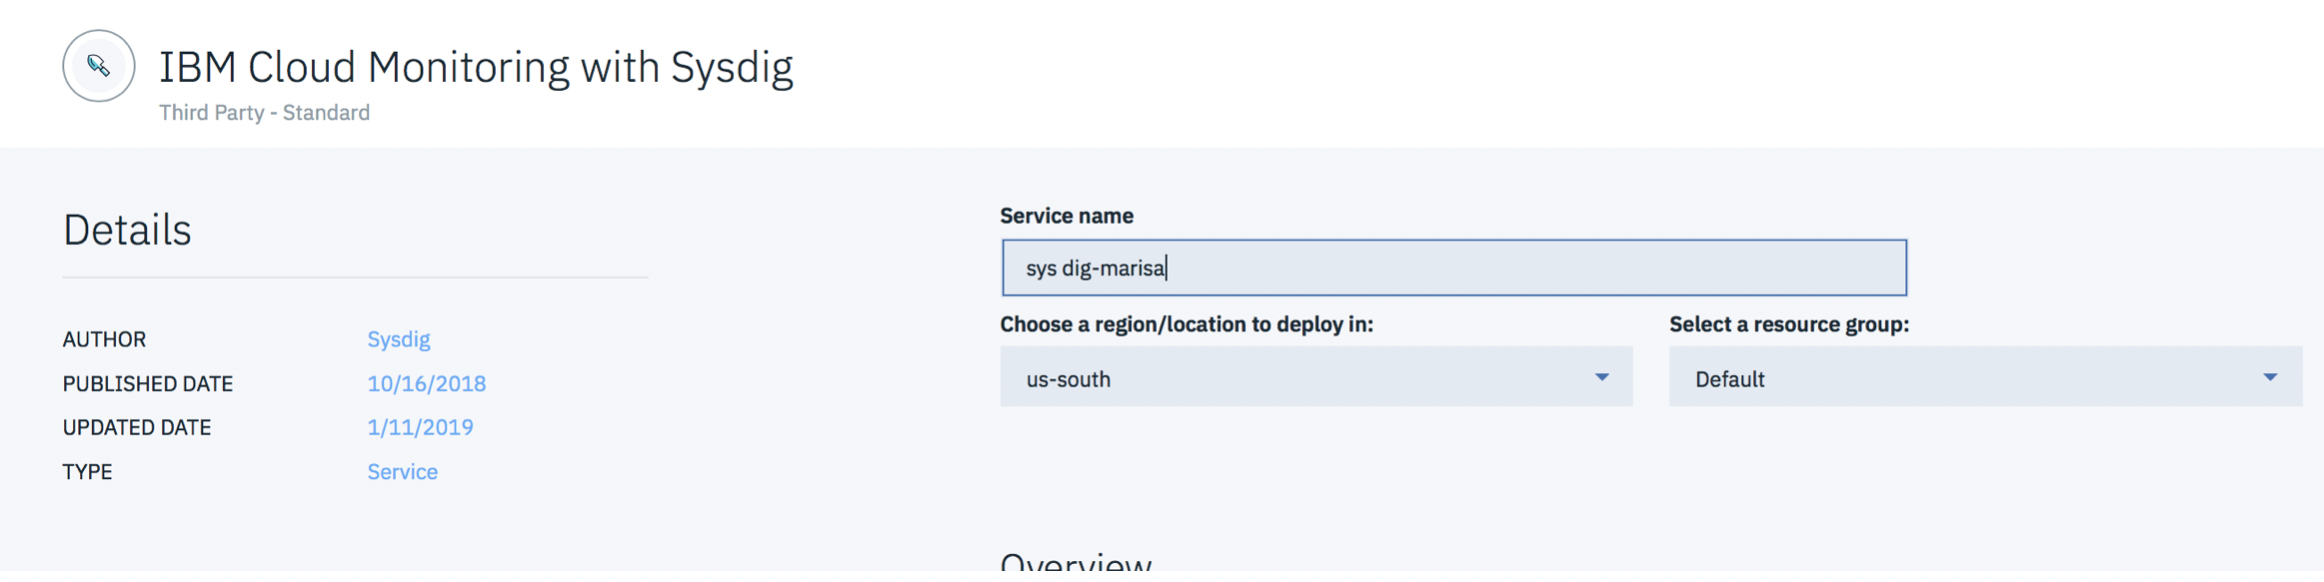 IBM Cloud Monitoring with Sysdig
Third Party - Standard
Details
AUTHOR Sysdig
PUBLISHED DATE 10/16/2018
UPDATED DATE 1/11/2019
TYPE Service
Service name
sys dig-marisa
Choose a region/location to deploy in:
us-south
Select a resource group:
Default
Overview